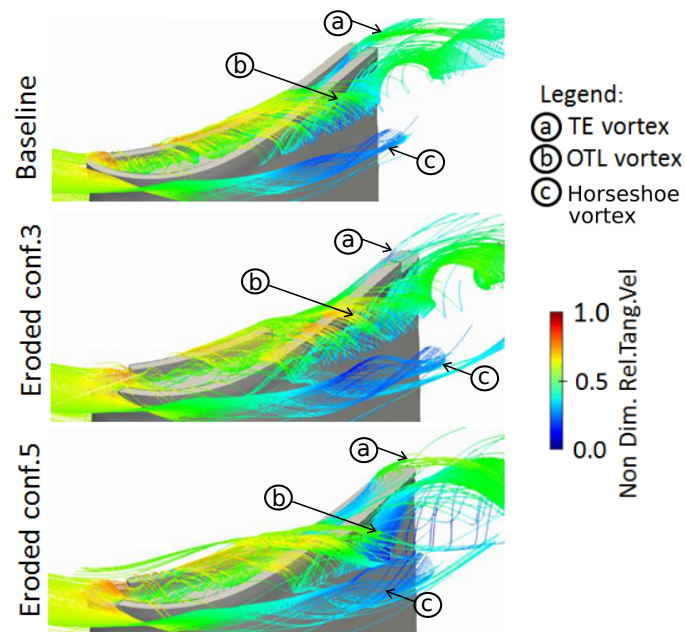 Baseline
a
b
c
Eroded conf.3
a
b
c
Eroded conf.5
a
b
c
Legend:
a TE vortex
b OTL vortex
c Horseshoe
vortex
1.0
0.5
0.0
Non Dim. Rel.Tang.Vel